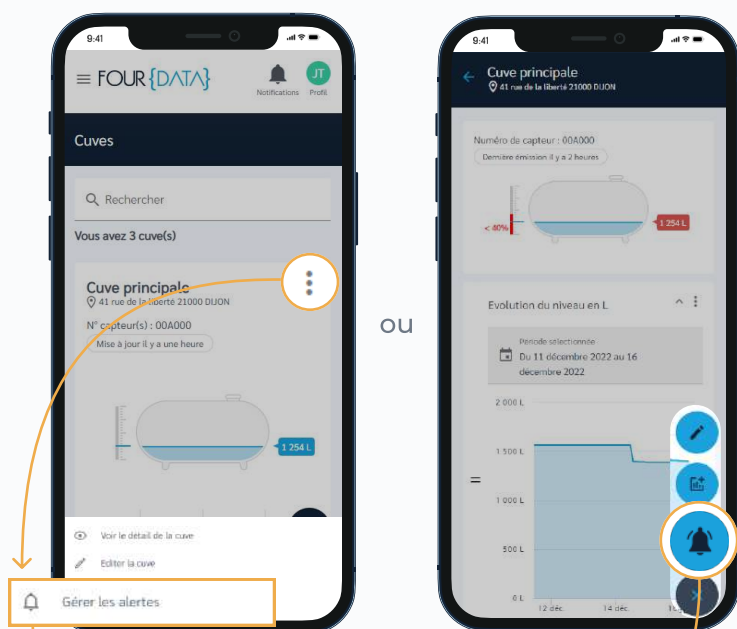 9:41
FOUR{DATA}
Notifications
Profil
JT
Cuves
Rechercher
Vous avez 3 cuve(s)
Cuve principale
41 rue de la liberté 21000 DIJON
N° capteur(s) : 00A000
Mise à jour il y a une heure
1 254 L
Voir le détail de la cuve
Editer la cuve
Gérer les alertes
ou
9:41
Cuve principale
41 rue de la liberté 21000 DIJON
Numéro de capteur : 00A000
Dernière émission il y a 2 heures
< 40%
1 254 L
Evolution du niveau en L
Période sélectionnée
Du 11 décembre 2022 au 16
décembre 2022
2 000 L
1 500 L
1 000 L
500 L
0 L
12 déc.
14 déc.